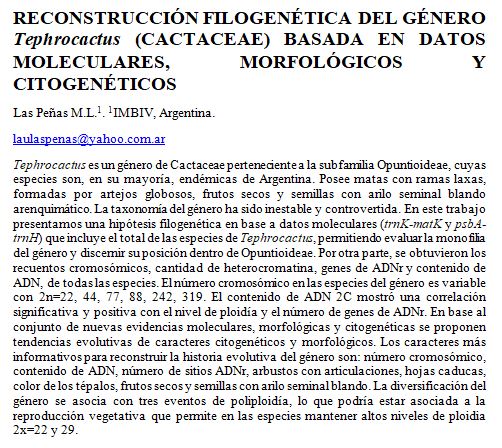 RECONSTRUCCIÓN FILOGENÉTICA DEL GÉNERO
Tephrocactus (CACTACEAE) BASADA EN DATOS
MOLECULARES, MORFOLÓGICOS Y
CITOGENÉTICOS
Las Peñas M.L.¹. ¹IMBIV, Argentina.
laulaspenas@yahoo.com.ar
Tephrocactus es un género de Cactaceae perteneciente a la subfamilia Opuntioideae, cuyas
especies son, en su mayoría, endémicas de Argentina. Posee matas con ramas laxas,
formadas por artejos globosos, frutos secos y semillas con arilo seminal blando
arenquimático. La taxonomía del género ha sido inestable y controvertida. En este trabajo
presentamos una hipótesis filogenética en base a datos moleculares (trnK-matK y psbA-
trnH) que incluye el total de las especies de Tephrocactus, permitiendo evaluar la monofilia
del género y discernir su posición dentro de Opuntioideae. Por otra parte, se obtuvieron los
recuentos cromosómicos, cantidad de heterocromatina, genes de ADNr y contenido de
ADN, de todas las especies. El número cromosómico en las especies del género es variable
con 2n=22, 44, 77, 88, 242, 319. El contenido de ADN 2C mostró una correlación
significativa y positiva con el nivel de ploidía y el número de genes de ADNr. En base al
conjunto de nuevas evidencias moleculares, morfológicas y citogenéticas se proponen
tendencias evolutivas de caracteres citogenéticos y morfológicos. Los caracteres más
informativos para reconstruir la historia evolutiva del género son: número cromosómico,
contenido de ADN, número de sitios ADNr, arbustos con articulaciones, hojas caducas,
color de los tépalos, frutos secos y semillas con arilo seminal blando. La diversificación del
género se asocia con tres eventos de poliploidía, lo que podría estar asociada a la
reproducción vegetativa que permite en las especies mantener altos niveles de ploidia
2x=22 y 29.